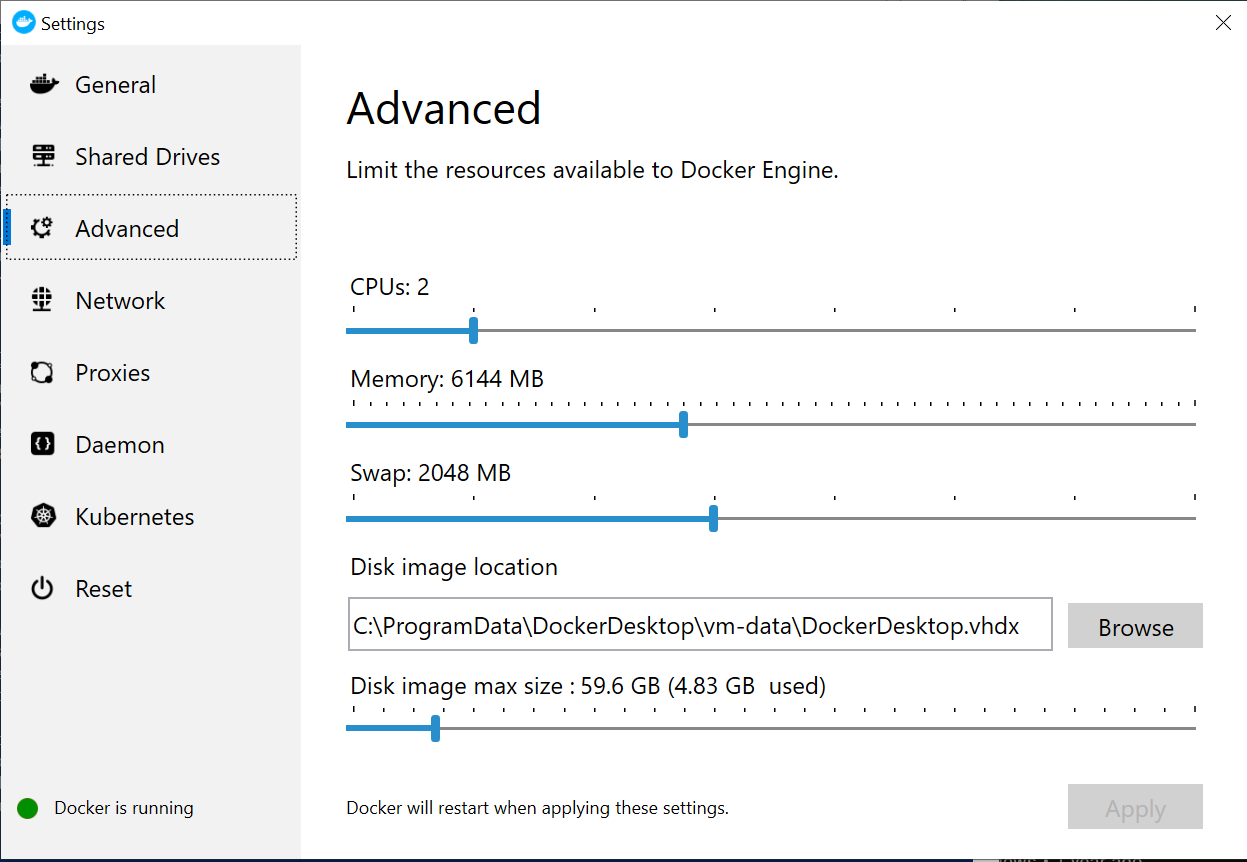 Settings
General
Shared Drives
Advanced
Network
Proxies
Daemon
Kubernetes
Reset
Docker is running
Advanced
Limit the resources available to Docker Engine.
CPUs: 2
Memory: 6144 MB
Swap: 2048 MB
Disk image location
C:\ProgramData\DockerDesktop\vm-data\DockerDesktop.vhdx
Browse
Disk image max size : 59.6 GB (4.83 GB  used)
Docker will restart when applying these settings.
Apply